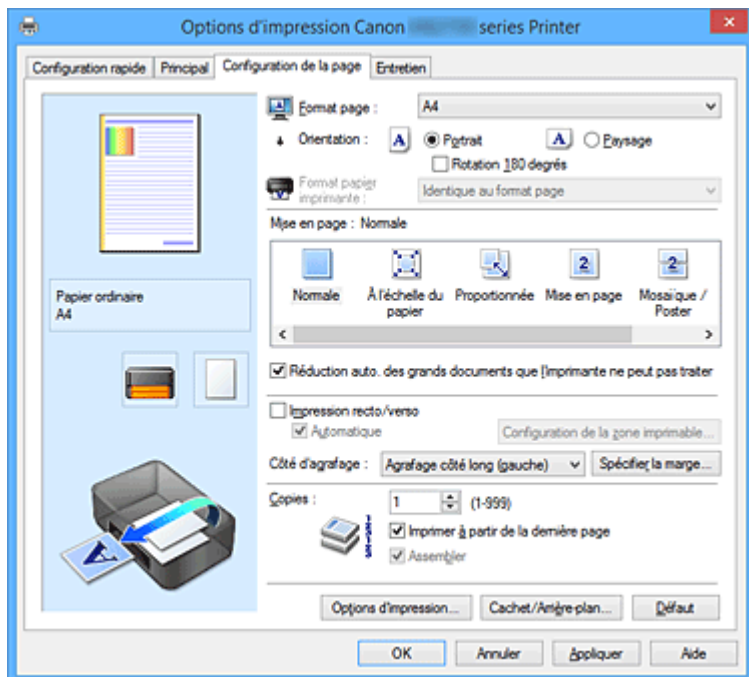 Options d'impression Canon series Printer
Configuration rapide Principal Configuration de la page Entretien
Format page : A4
Orientation : A Portrait A Paysage
Rotation 180 degrés
Format papier
imprimante : Identique au format page
Mise en page : Normale
2 2
Normale À l'échelle du Proportionnée Mise en page Mosaïque /
papier Poster
Papier ordinaire
A4
Réduction auto. des grands documents que l'imprimante ne peut pas traiter
Impression recto/verso
Automatique Configuration de la zone imprimable...
Côté d'agrafage : Agrafage côté long (gauche) Spécifier la marge...
Copies : 1 (1-999)
Imprimer à partir de la dernière page
Assembler
A
Options d'impression... Cachet/Arrière-plan... Défaut
OK Annuler Appliquer Aide